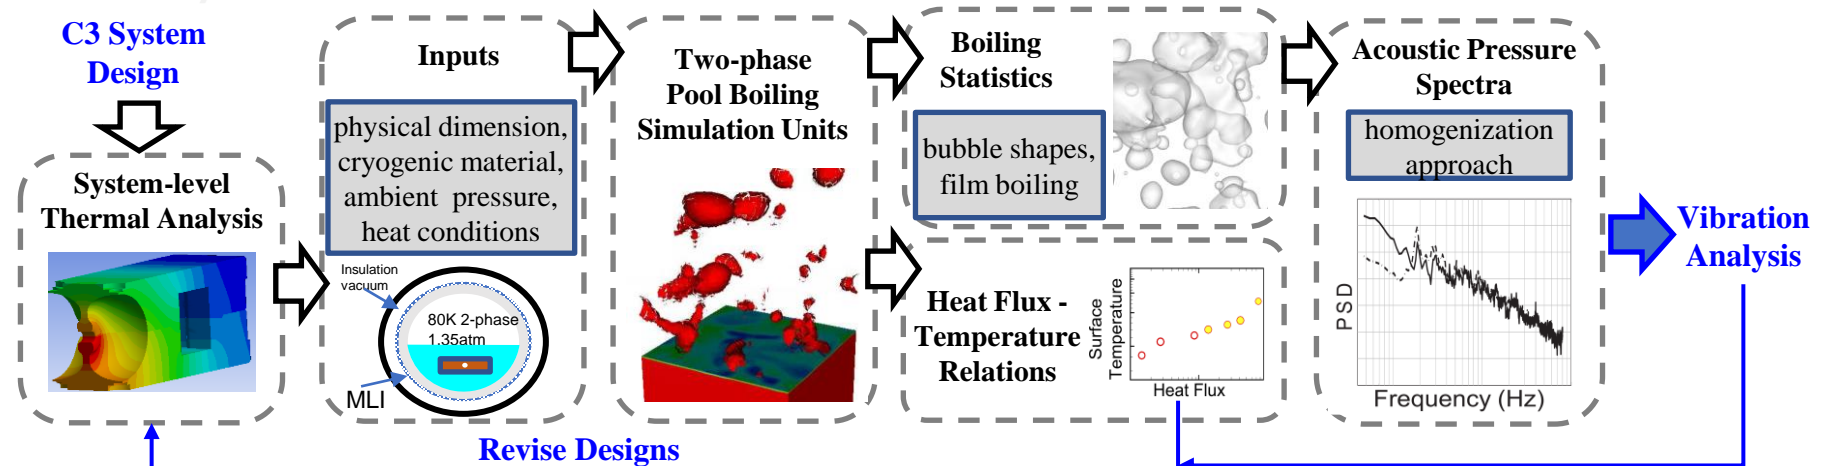 C3 System
Design
System-level
Thermal Analysis
Inputs
physical dimension,
cryogenic material,
ambient pressure,
heat conditions
Insulation
vacuum
80K 2-phase
1.35atm
MLI
Two-phase
Pool Boiling
Simulation Units
Boiling
Statistics
bubble shapes,
film boiling
Heat Flux -
Temperature
Relations
Surface
Temperature
Heat Flux
Acoustic Pressure
Spectra
homogenization
approach
PSD
Frequency (Hz)
Vibration
Analysis
Revise Designs